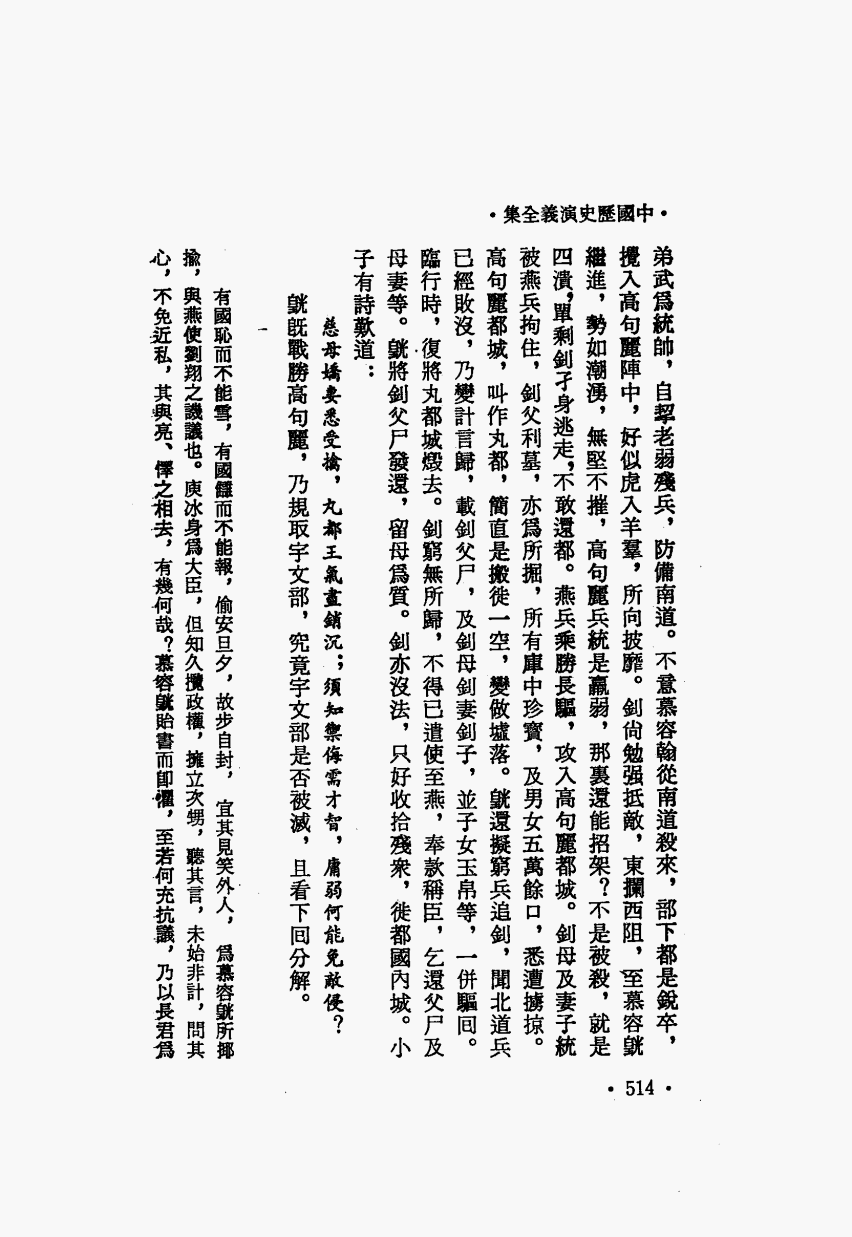 ·中國歷史演義全集·
弟武爲統帥，自挈老弱殘兵，防備南道。不意慕容翰從南道殺來，部下都是銳卒，
攪入高句麗陣中，好似虎入羊羣，所向披靡。釗尙勉强抵敵，東攔西阻，至慕容皝
繼進，勢如潮湧，無堅不摧，高句麗兵統是羸弱，那裏還能招架？不是被殺，就是
四潰，單剩釗孑身逃走，不敢還都。燕兵乘勝長驅，攻入高句麗都城。釗母及妻子統
被燕兵拘住，釗父利墓，亦爲所掘，所有庫中珍寶，及男女五萬餘口，悉遭擄掠。
高句麗都城，叫作丸都，簡直是搬徙一空，變做墟落。皝還擬窮兵追釗，聞北道兵
已經敗沒，乃變計言歸，載釗父尸，及釗母釗妻釗子，並子女玉帛等，一併驅囘。
臨行時，復將丸都城燬去。釗窮無所歸，不得已遣使至燕，奉款稱臣，乞還父尸及
母妻等。皝將釗父尸發還，留母爲質。釗亦沒法，只好收拾殘衆，徙都國內城。小
子有詩歎道：
慈母嬌妻悉受擒，丸都王氣盡銷沉；須知禦侮需才智，庸弱何能免敵侵？
皝旣戰勝高句麗，乃規取宇文部，究竟宇文部是否被滅，且看下囘分解。
有國恥而不能雪，有國讎而不能報，偷安旦夕，故步自封，宜其見笑外人，爲慕容皝所揶
揄，與燕使劉翔之譏議也。庾冰身爲大臣，但知久攬政權，擁立次甥，聽其言，未始非計，問其
心，不免近私，其與亮、懌之相去，有幾何哉？慕容皝貽書而卽懼，至若何充抗議，乃以長君爲
·514·